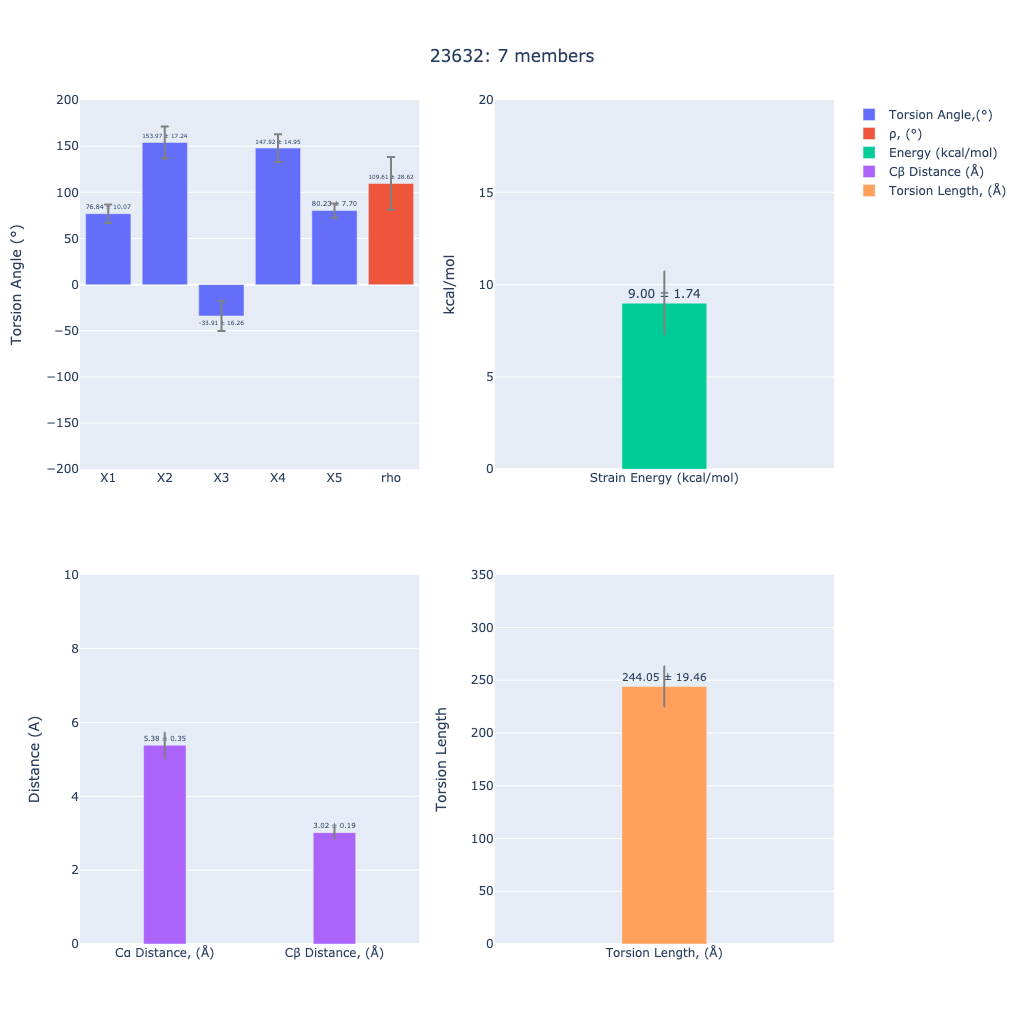 23632: 7 members
Torsion Angle (°)
200
150
100
50
0
−50
−100
−150
−200
76.84 ± 10.07
153.97 ± 17.24
-33.91 ± 16.26
147.92 ± 14.95
80.23 ± 7.70
109.61 ± 28.62
X1 X2 X3 X4 X5 rho
kcal/mol
20
15
10
5
0
9.00 ± 1.74
Strain Energy (kcal/mol)
Torsion Angle,(°)
ρ, (°)
Energy (kcal/mol)
Cβ Distance (Å)
Torsion Length, (Å)
Distance (A)
10
8
6
4
2
0
5.38 ± 0.35
3.02 ± 0.19
Cα Distance, (Å) Cβ Distance, (Å)
Torsion Length
350
300
250
200
150
100
50
0
244.05 ± 19.46
Torsion Length, (Å)